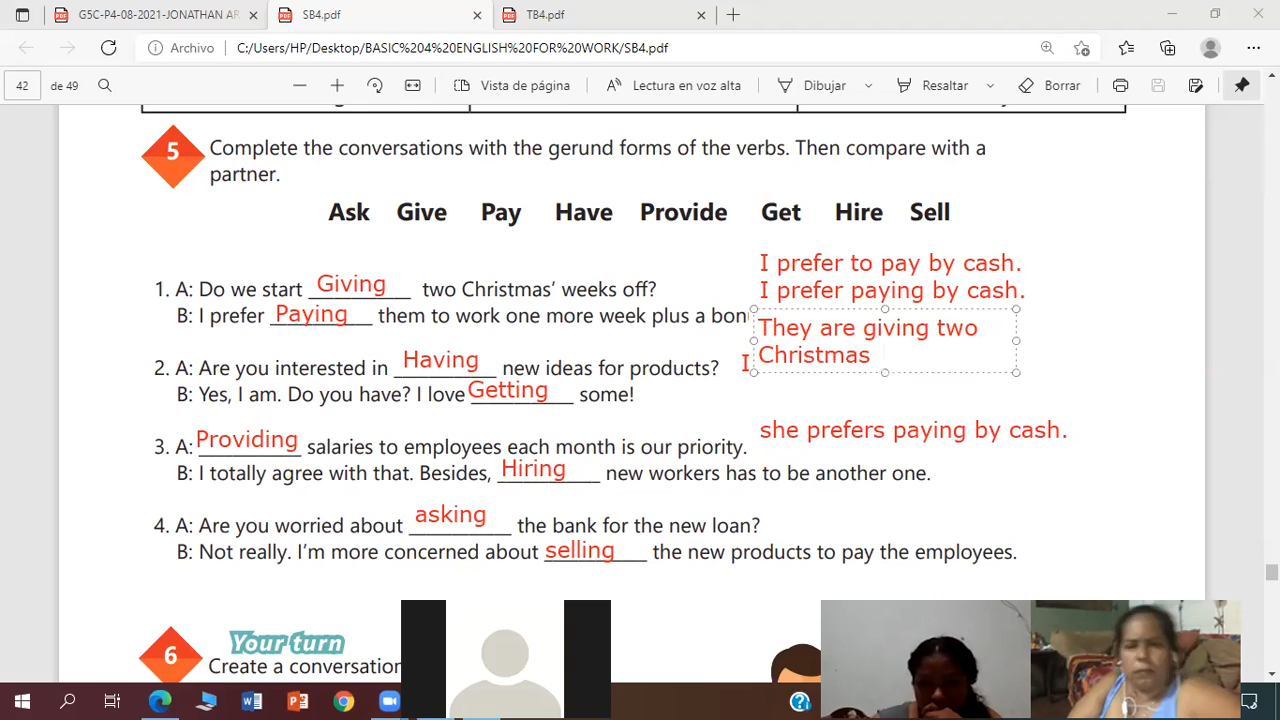 G5C-P4-08-2021-JONATHAN AR
SB4.pdf
TB4.pdf
Archivo C:/Users/HP/Desktop/BASIC%204%20ENGLISH%20FOR%20WORK/SB4.pdf
42 de 49
Vista de página
Lectura en voz alta
Dibujar
Resaltar
Borrar
5 Complete the conversations with the gerund forms of the verbs. Then compare with a
partner.
Ask Give Pay Have Provide Get Hire Sell
I prefer to pay by cash.
1. A: Do we start Giving two Christmas‘ weeks off?
I prefer paying by cash.
B: I prefer Paying them to work one more week plus a bon
They are giving two
Christmas
2. A: Are you interested in Having new ideas for products?
I
B: Yes, I am. Do you have? I love Getting some!
she prefers paying by cash.
3. A: Providing salaries to employees each month is our priority.
B: I totally agree with that. Besides, Hiring new workers has to be another one.
4. A: Are you worried about asking the bank for the new loan?
B: Not really. I’m more concerned about selling the new products to pay the employees.
6 Your turn
Create a conversation